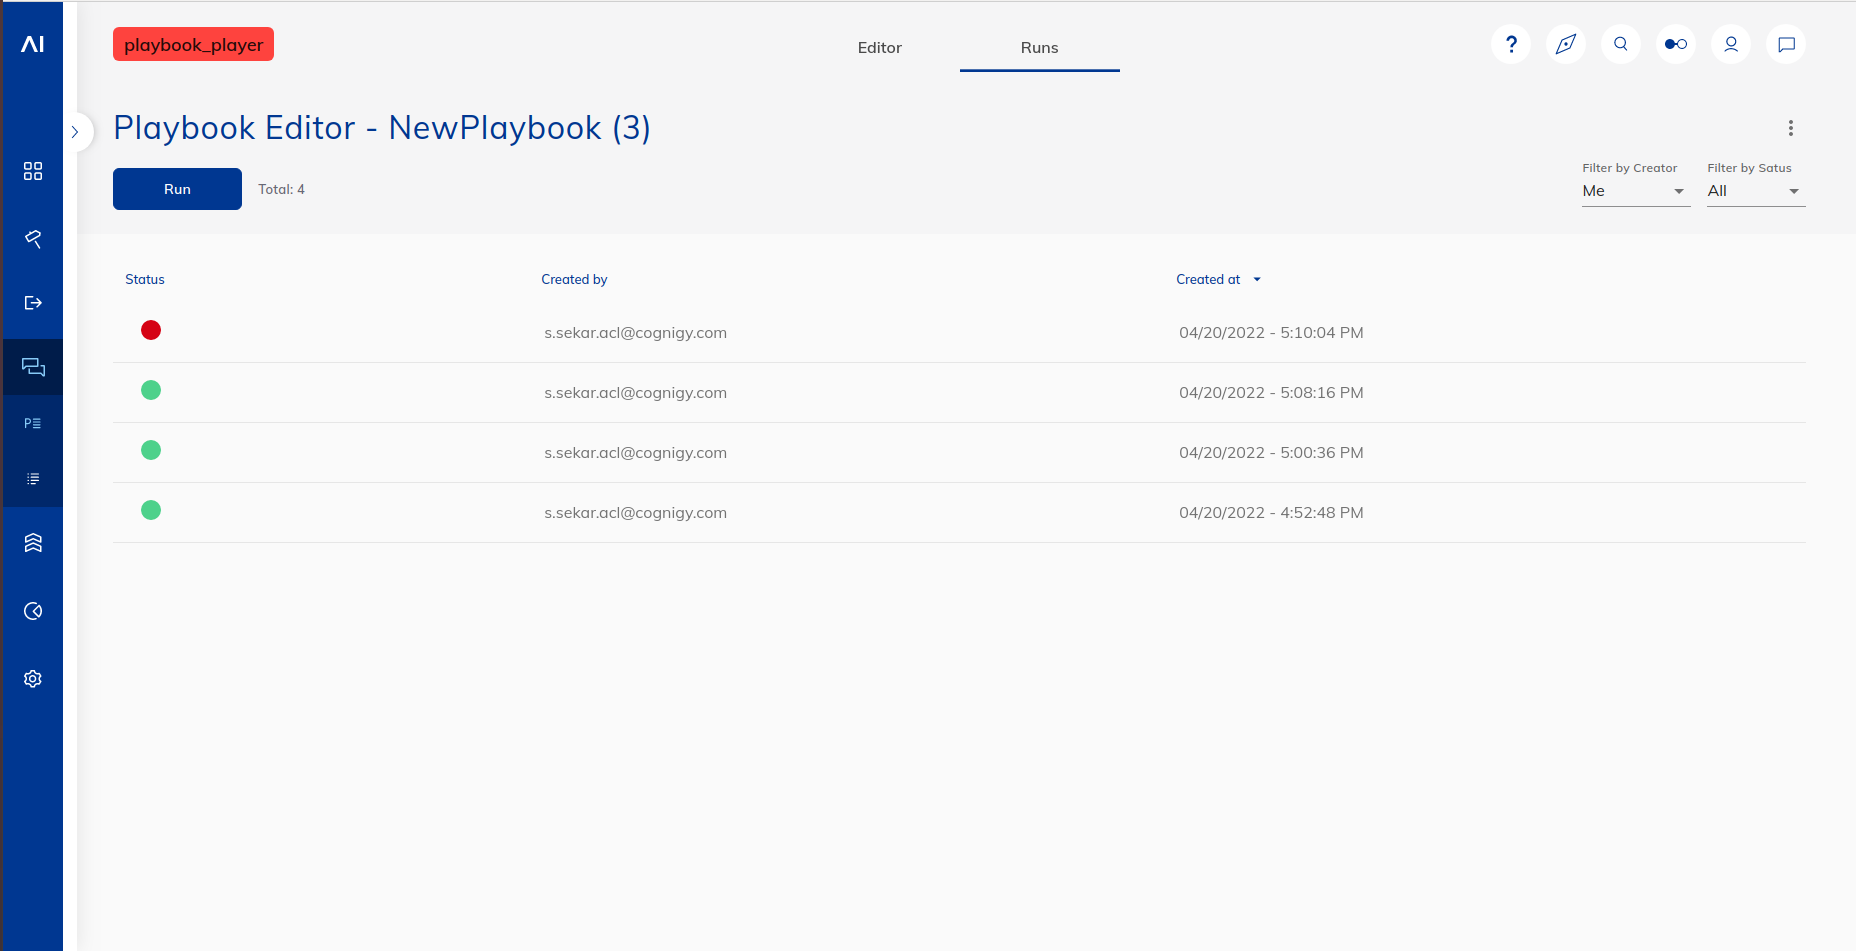 AI
playbook_player
Editor
Runs
?
Playbook Editor - NewPlaybook (3)
Run
Total: 4
Filter by Creator
Me
Filter by Satus
All
Status
Created by
Created at
s.sekar.acl@cognigy.com
04/20/2022 - 5:10:04 PM
s.sekar.acl@cognigy.com
04/20/2022 - 5:08:16 PM
s.sekar.acl@cognigy.com
04/20/2022 - 5:00:36 PM
s.sekar.acl@cognigy.com
04/20/2022 - 4:52:48 PM
P